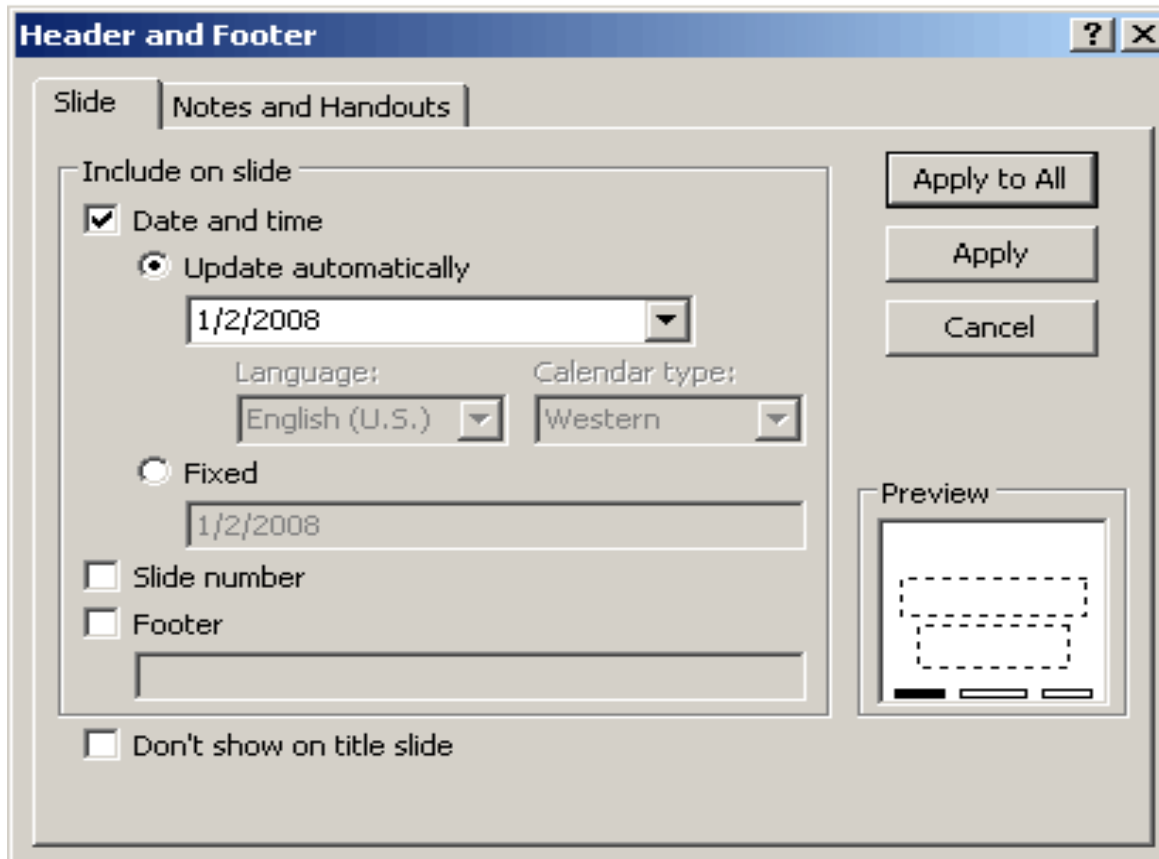 Header and Footer
Slide
Notes and Handouts
Include on slide
Date and time
Update automatically
1/2/2008
Language:
Calendar type:
English (U.S.)
Western
Fixed
1/2/2008
Slide number
Footer
Don't show on title slide
Apply to All
Apply
Cancel
Preview